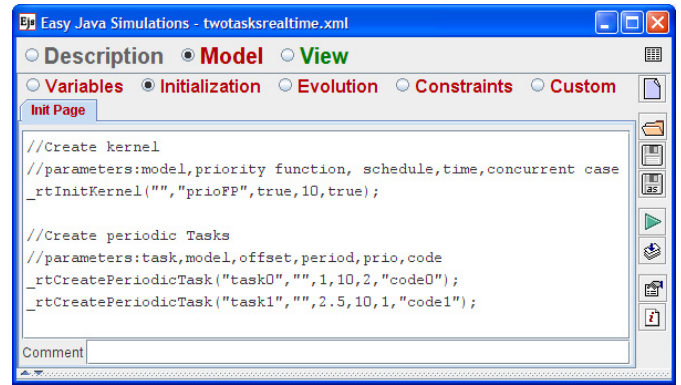 Ejs Easy Java Simulations - twotasksrealtime.xml
Description Model View
Variables Initialization Evolution Constraints Custom
Init Page
//Create kernel
//parameters:model,priority function, schedule,time,concurrent case
_rtInitKernel("","prioFP",true,10,true);
//Create periodic Tasks
//parameters:task,model,offset,period,prio,code
_rtCreatePeriodicTask("task0","",1,10,2,"code0");
_rtCreatePeriodicTask("task1","",2.5,10,1,"code1");
as
i
Comment